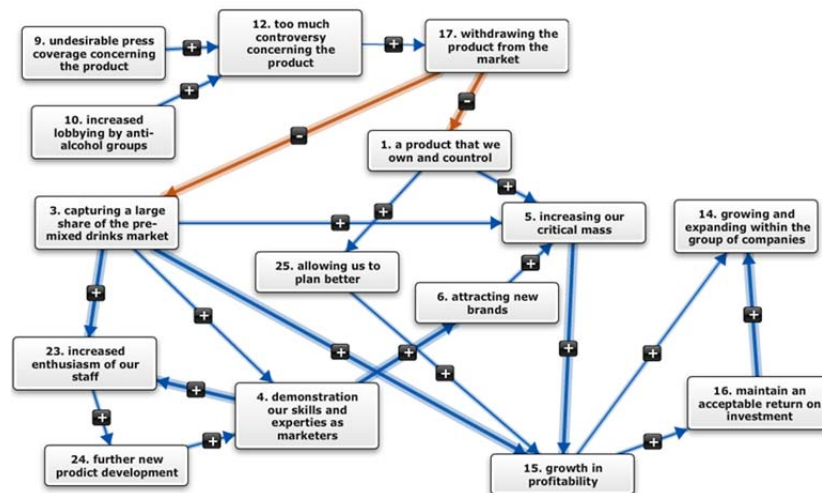 9. undesirable press
coverage concerning
the product
+
12. too much
controversy
concerning the
product
+
17. withdrawing the
product from the
market
+
10. increased
lobbying by anti-
alcohol groups
-
-
1. a product that we
own and countrol
+
+
3. capturing a large
share of the pre-
mixed drinks market
+
5. increasing our
critical mass
14. growing and
expanding within the
group of companies
25. allowing us to
plan better
+
6. attracting new
brands
+
+
+
23. increased
enthusiasm of our
staff
+
+
+
+
+
+
4. demonstration
our skills and
experties as
marketers
16. maintain an
acceptable return on
investment
+
+
24. further new
prodict development
+
15. growth in
profitability
+